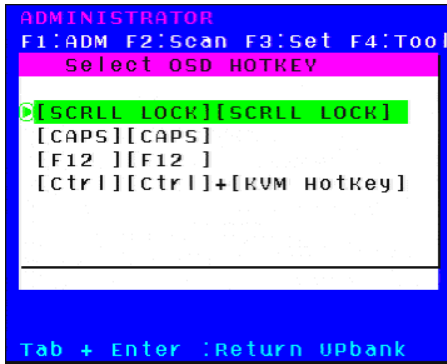 ADMINISTRATOR
F1:ADM F2:Scan F3:Set F4:Tool
Select OSD HOTKEY
[SCRLL LOCK][SCRLL LOCK]
[CAPS][CAPS]
[F12 ][F12 ]
[Ctrl][Ctrl]+[KVM HotKey]
Tab + Enter :Return UPbank